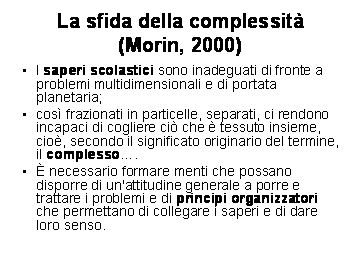 La sfida della complessità
(Morin, 2000)
• I saperi scolastici sono inadeguati di fronte a
problemi multidimensionali e di portata
planetaria;
• così frazionati in particelle, separati, ci rendono
incapaci di cogliere ciò che è tessuto insieme,
cioè, secondo il significato originario del termine,
il complesso….
• È necessario formare menti che possano
disporre di un'attitudine generale a porre e
trattare i problemi e di principi organizzatori
che permettano di collegare i saperi e di dare
loro senso.